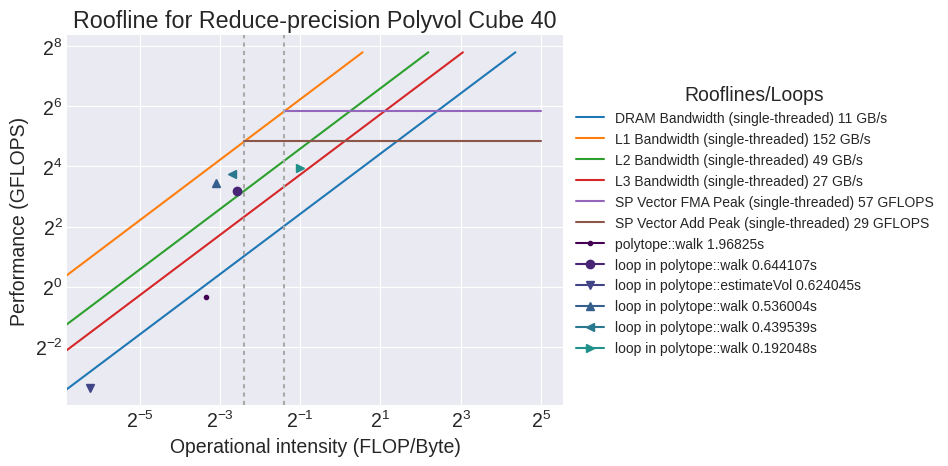 Roofline for Reduce-precision Polyvol Cube 40
Performance (GFLOPS)
2^8
2^6
2^4
2^2
2^0
2^−2
2^−5
2^−3
2^−1
2^1
2^3
2^5
Operational intensity (FLOP/Byte)
Rooflines/Loops
DRAM Bandwidth (single-threaded) 11 GB/s
L1 Bandwidth (single-threaded) 152 GB/s
L2 Bandwidth (single-threaded) 49 GB/s
L3 Bandwidth (single-threaded) 27 GB/s
SP Vector FMA Peak (single-threaded) 57 GFLOPS
SP Vector Add Peak (single-threaded) 29 GFLOPS
polytope::walk 1.96825s
loop in polytope::walk 0.644107s
loop in polytope::estimateVol 0.624045s
loop in polytope::walk 0.536004s
loop in polytope::walk 0.439539s
loop in polytope::walk 0.192048s